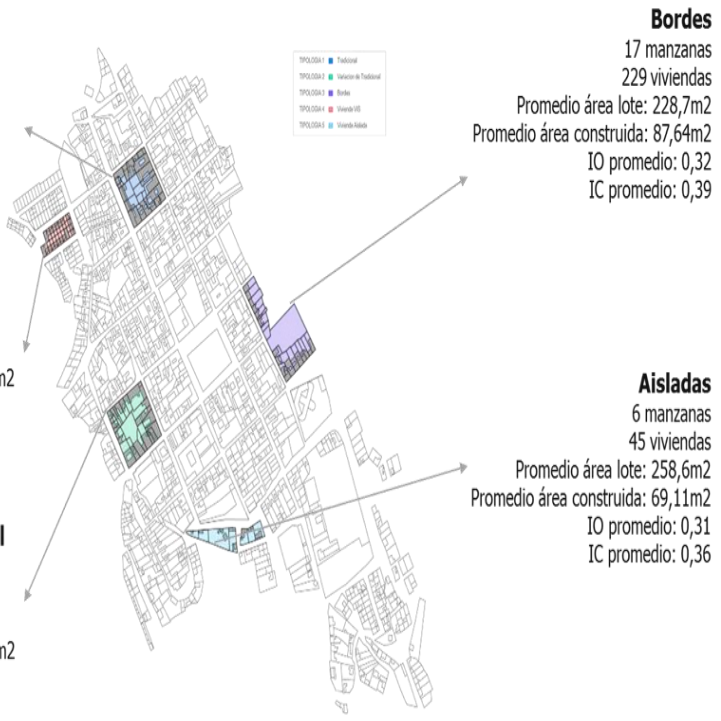 TIPOLOGIA 1 Tradicional
TIPOLOGIA 2 Variacion de Tradicional
TIPOLOGIA 3 Bordes
TIPOLOGIA 4 Vivienda VIS
TIPOLOGIA 5 Vivienda Aislada
Bordes
17 manzanas
229 viviendas
Promedio área lote: 228,7m2
Promedio área construida: 87,64m2
IO promedio: 0,32
IC promedio: 0,39
m2
Aisladas
6 manzanas
45 viviendas
Promedio área lote: 258,6m2
Promedio área construida: 69,11m2
IO promedio: 0,31
IC promedio: 0,36
l
m2